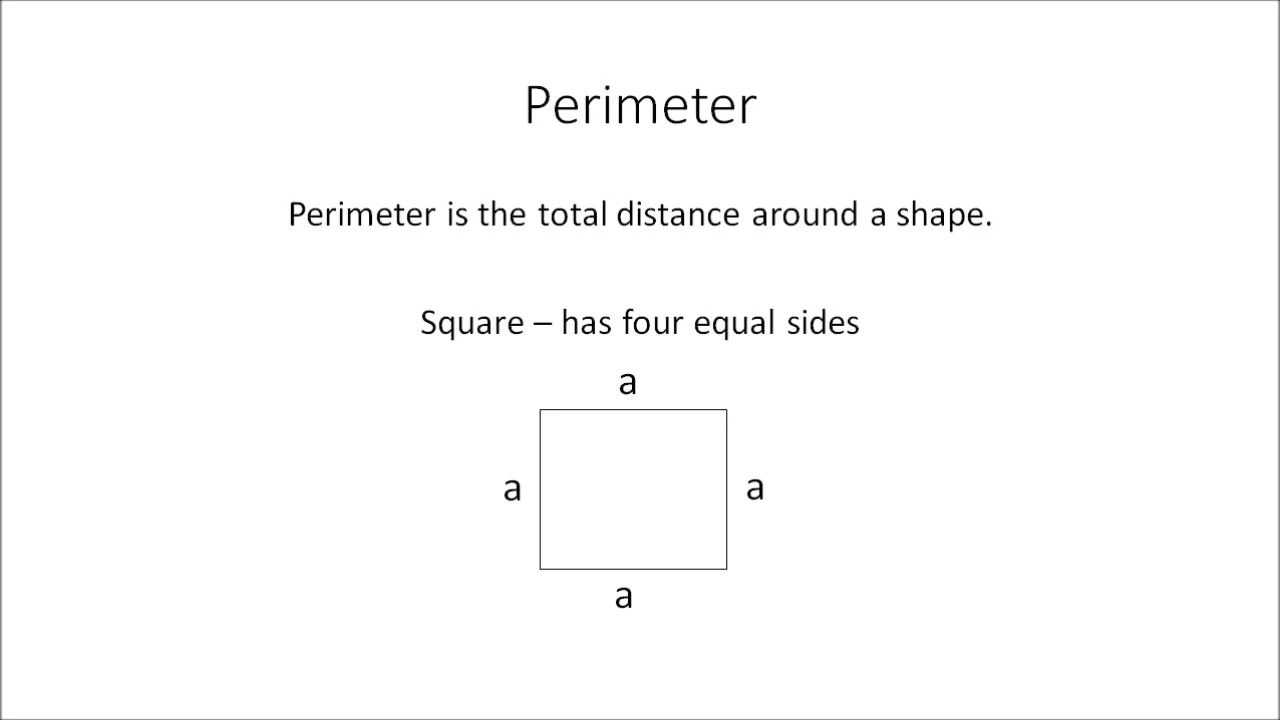 Perimeter
Perimeter is the total distance around a shape.
Square – has four equal sides
a
a a
a